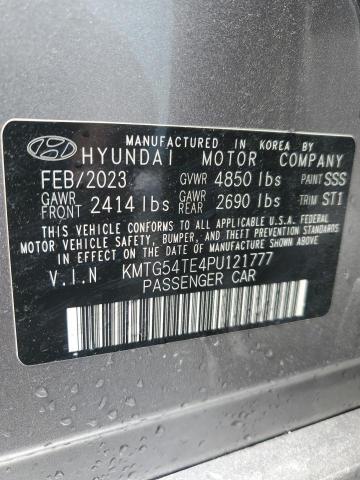 MANUFACTURED IN KOREA BY
HYUNDAI MOTOR COMPANY
FEB/2023 GVWR 4850 lbs PAINT SSS
GAWR FRONT 2414 lbs GAWR REAR 2690 lbs TRIM ST1
THIS VEHICLE CONFORMS TO ALL APPLICABLE U.S.A. FEDERAL
MOTOR VEHICLE SAFETY, BUMPER, AND THEFT PREVENTION STANDARDS
IN EFFECT ON THE DATE OF MANUFACTURE SHOWN ABOVE.
V.I.N KMTG54TE4PU121777
PASSENGER CAR